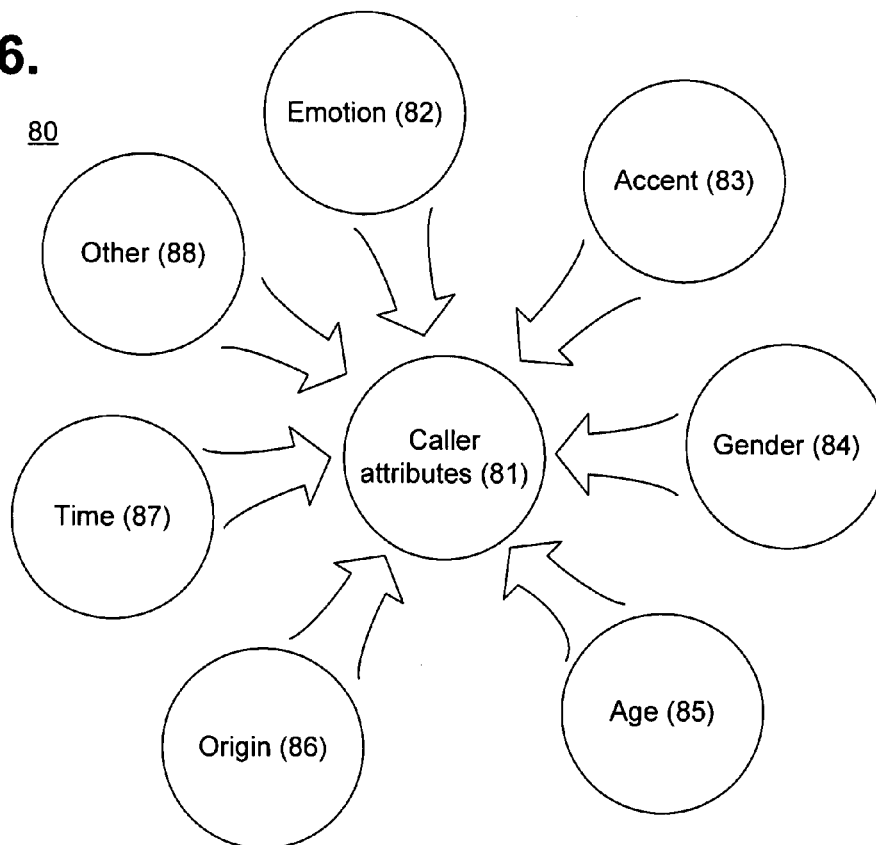 6.
80
Emotion (82)
Accent (83)
Other (88)
Caller
attributes (81)
Gender (84)
Time (87)
Age (85)
Origin (86)